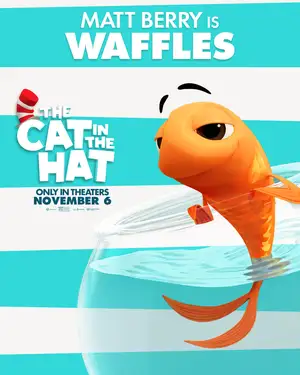 MATT BERRY IS
WAFFLES
THE
CAT IN
THE
HAT
ONLY IN THEATERS
NOVEMBER 6